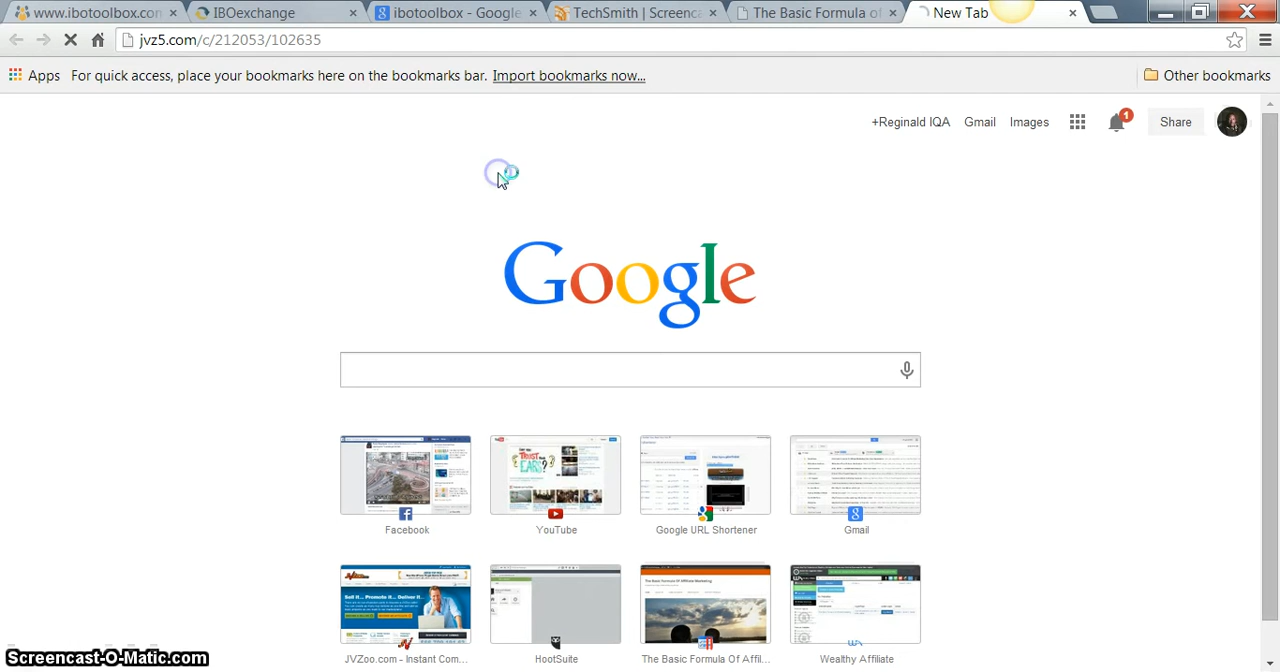 www.ibotoolbox.con
IBOexchange
ibotoolbox - Google
TechSmith | Screenca
The Basic Formula of
New Tab
jvz5.com/c/212053/102635
Apps For quick access, place your bookmarks here on the bookmarks bar. Import bookmarks now... Other bookmarks
+Reginald IQA Gmail Images 1 Share
Google
Facebook YouTube Google URL Shortener Gmail
JVZoo.com - Instant Com... HootSuite The Basic Formula Of Affil... Wealthy Affiliate
Screencast-O-Matic.com